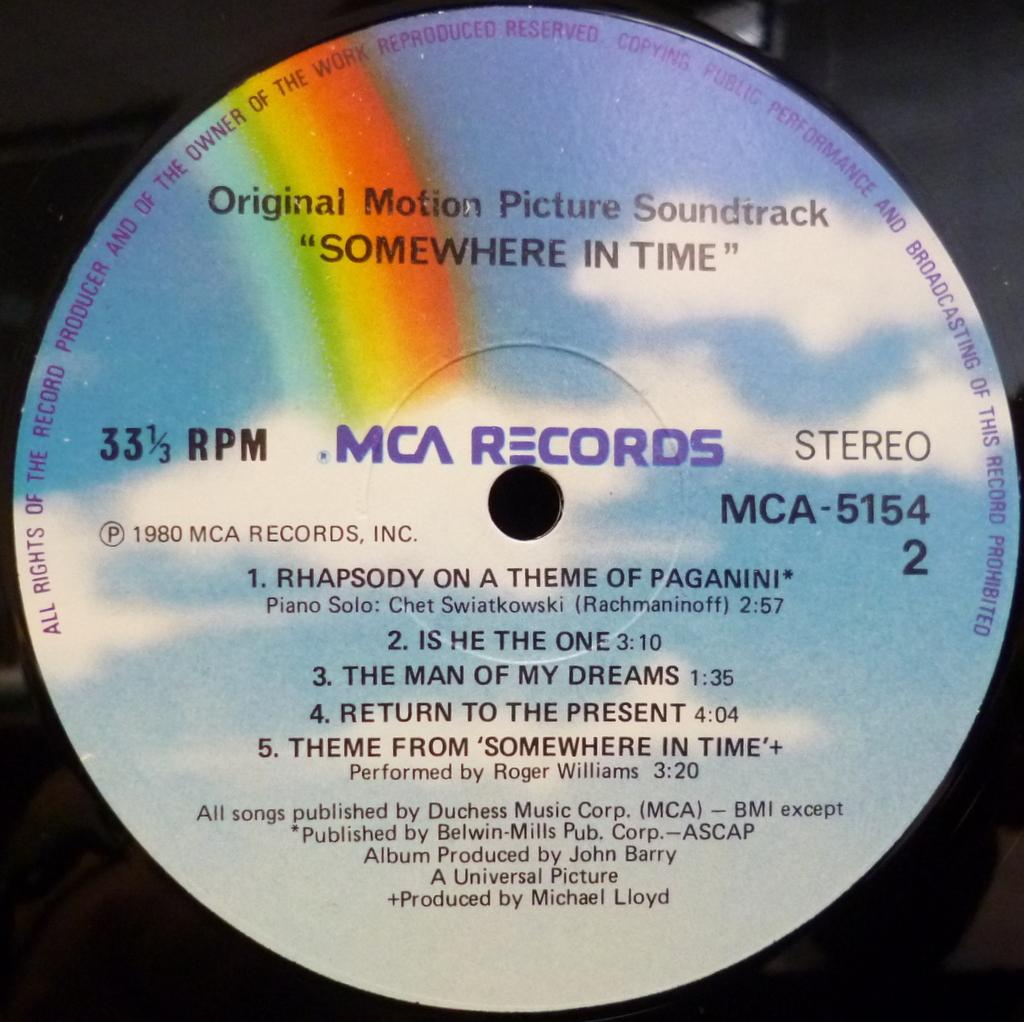 ALL RIGHTS OF THE RECORD PRODUCER AND OF THE OWNER OF THE WORK REPRODUCED RESERVED. COPYING PUBLIC PERFORMANCE AND BROADCASTING OF THIS RECORD PROHIBITED
Original Motion Picture Soundtrack
“SOMEWHERE IN TIME”
33⅓ RPM
®MCA RECORDS
STEREO
MCA-5154
2
℗ 1980 MCA RECORDS, INC.
1. RHAPSODY ON A THEME OF PAGANINI*
Piano Solo: Chet Swiatkowski (Rachmaninoff) 2:57
2. IS HE THE ONE 3:10
3. THE MAN OF MY DREAMS 1:35
4. RETURN TO THE PRESENT 4:04
5. THEME FROM ‘SOMEWHERE IN TIME’+
Performed by Roger Williams 3:20
All songs published by Duchess Music Corp. (MCA) – BMI except
*Published by Belwin-Mills Pub. Corp.–ASCAP
Album Produced by John Barry
A Universal Picture
+Produced by Michael Lloyd